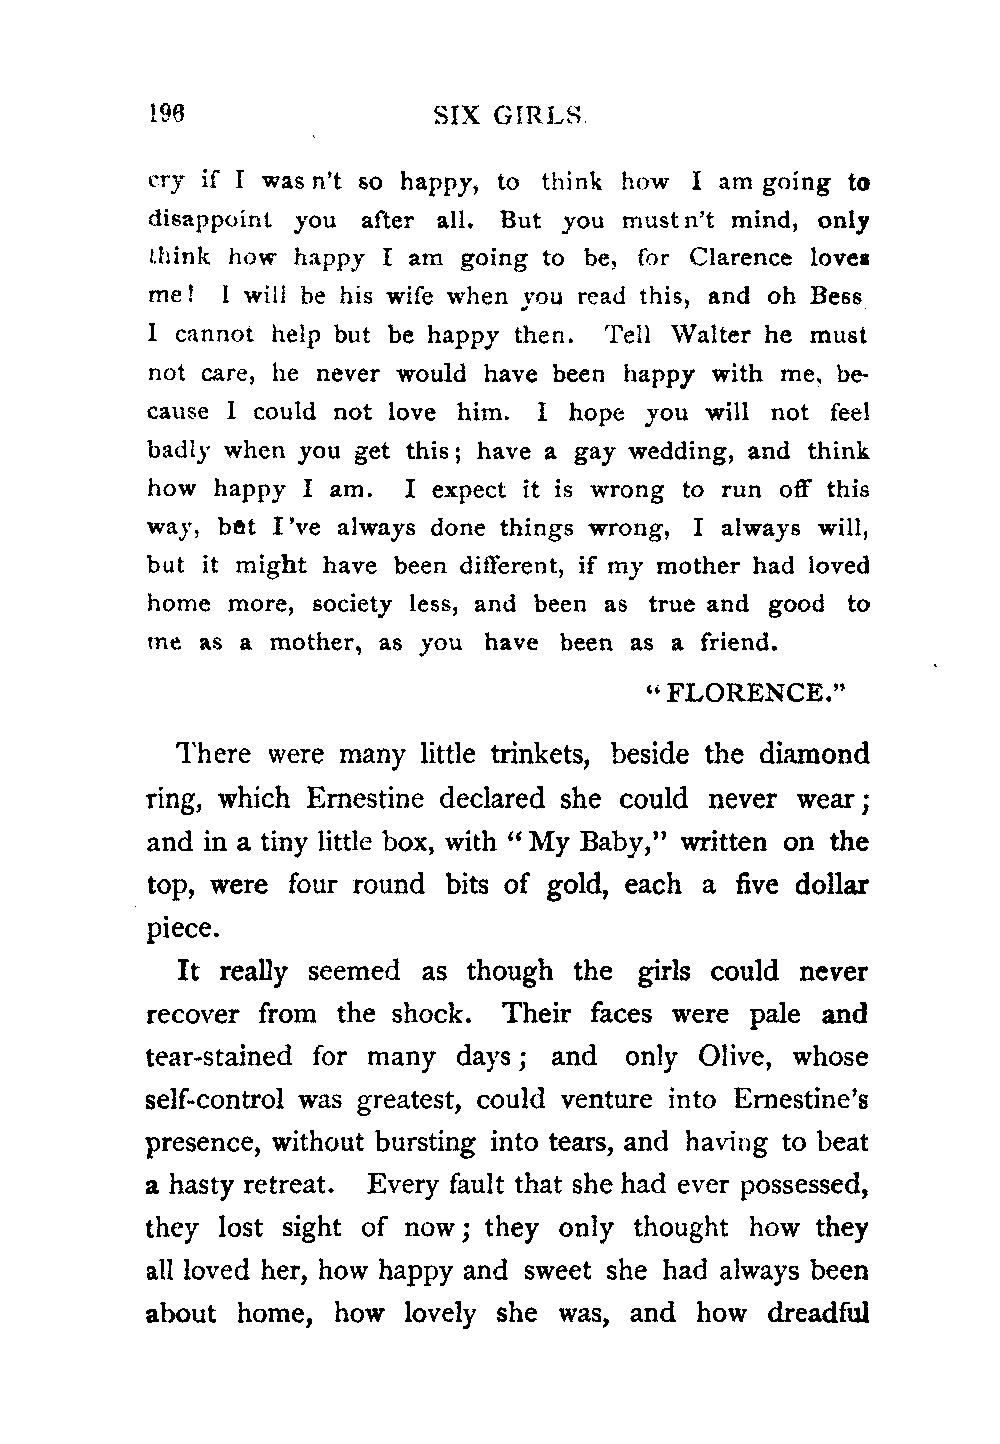 196 SIX GIRLS.
cry if I was n't so happy, to think how I am going to
disappoint you after all. But you must n't mind, only
think how happy I am going to be, for Clarence loves
me! I will be his wife when you read this, and oh Bess
I cannot help but be happy then. Tell Walter he must
not care, he never would have been happy with me, be-
cause I could not love him. I hope you will not feel
badly when you get this; have a gay wedding, and think
how happy I am. I expect it is wrong to run off this
way, but I 've always done things wrong, I always will,
but it might have been different, if my mother had loved
home more, society less, and been as true and good to
me as a mother, as you have been as a friend.
"FLORENCE."
There were many little trinkets, beside the diamond
ring, which Ernestine declared she could never wear;
and in a tiny little box, with "My Baby," written on the
top, were four round bits of gold, each a five dollar
piece.
It really seemed as though the girls could never
recover from the shock. Their faces were pale and
tear-stained for many days; and only Olive, whose
self-control was greatest, could venture into Ernestine's
presence, without bursting into tears, and having to beat
a hasty retreat. Every fault that she had ever possessed,
they lost sight of now; they only thought how they
all loved her, how happy and sweet she had always been
about home, how lovely she was, and how dreadful